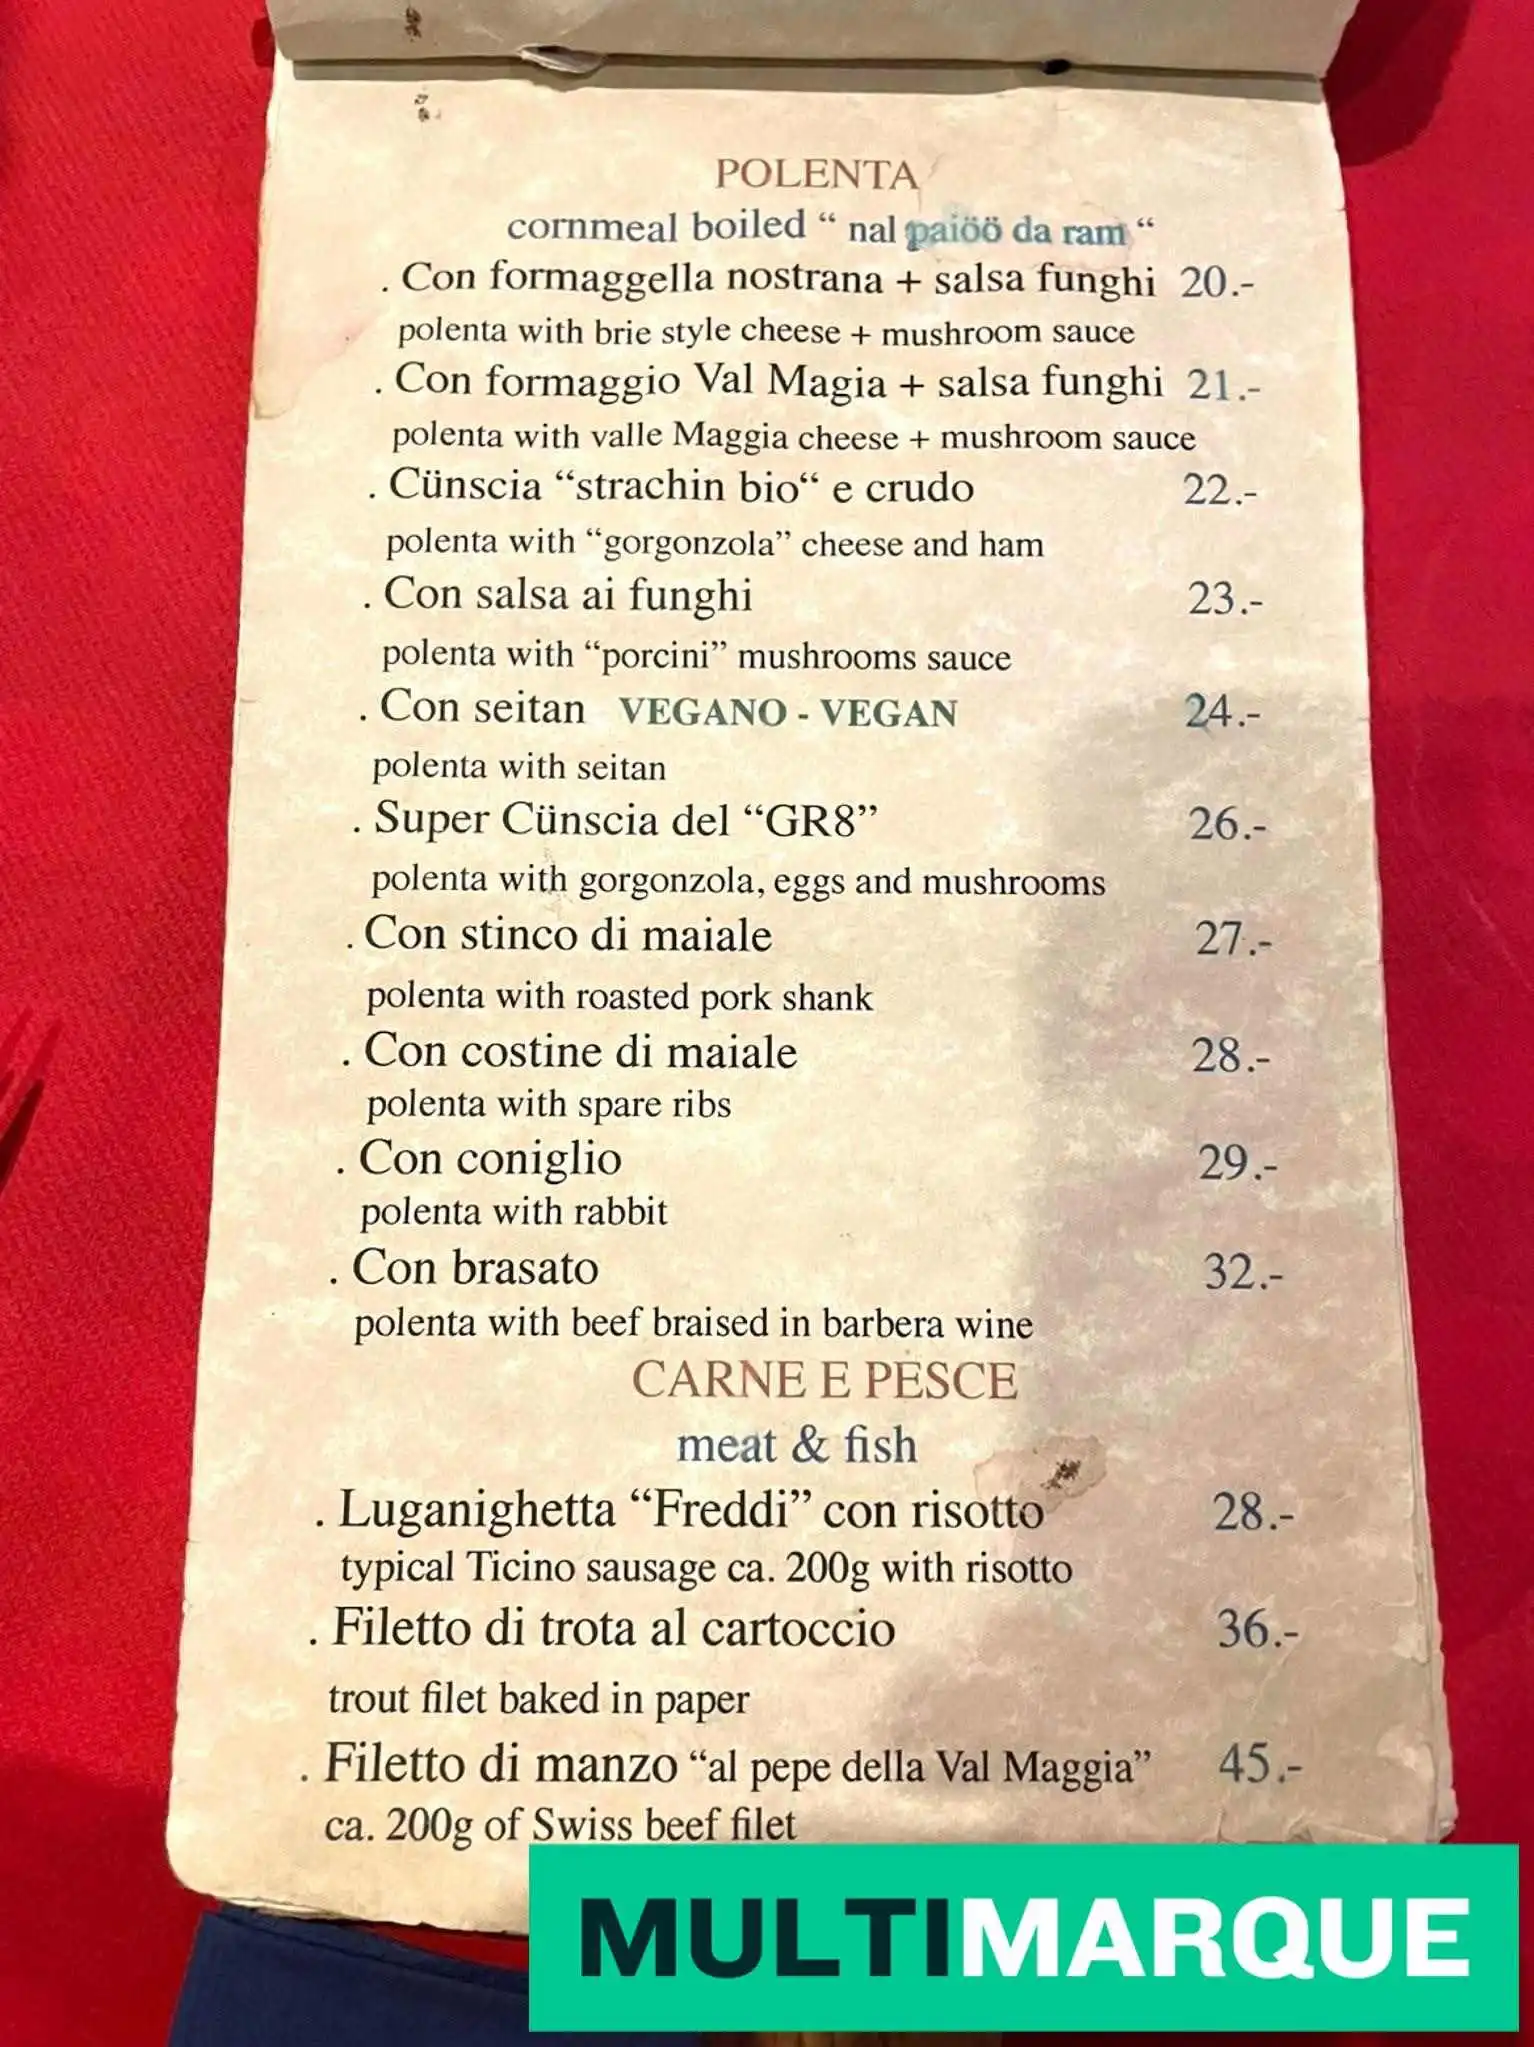 POLENTA
cornmeal boiled “ nal paiöö da ram “
. Con formaggella nostrana + salsa funghi 20.-
polenta with brie style cheese + mushroom sauce
. Con formaggio Val Magia + salsa funghi 21.-
polenta with valle Maggia cheese + mushroom sauce
. Cünscia “strachin bio“ e crudo 22.-
polenta with “gorgonzola” cheese and ham
. Con salsa ai funghi 23.-
polenta with “porcini” mushrooms sauce
. Con seitan VEGANO - VEGAN 24.-
polenta with seitan
. Super Cünscia del “GR8” 26.-
polenta with gorgonzola, eggs and mushrooms
. Con stinco di maiale 27.-
polenta with roasted pork shank
. Con costine di maiale 28.-
polenta with spare ribs
. Con coniglio 29.-
polenta with rabbit
. Con brasato 32.-
polenta with beef braised in barbera wine
CARNE E PESCE
meat & fish
. Luganighetta “Freddi” con risotto 28.-
typical Ticino sausage ca. 200g with risotto
. Filetto di trota al cartoccio 36.-
trout filet baked in paper
. Filetto di manzo “al pepe della Val Maggia” 45.-
ca. 200g of Swiss beef filet
MULTIMARQUE